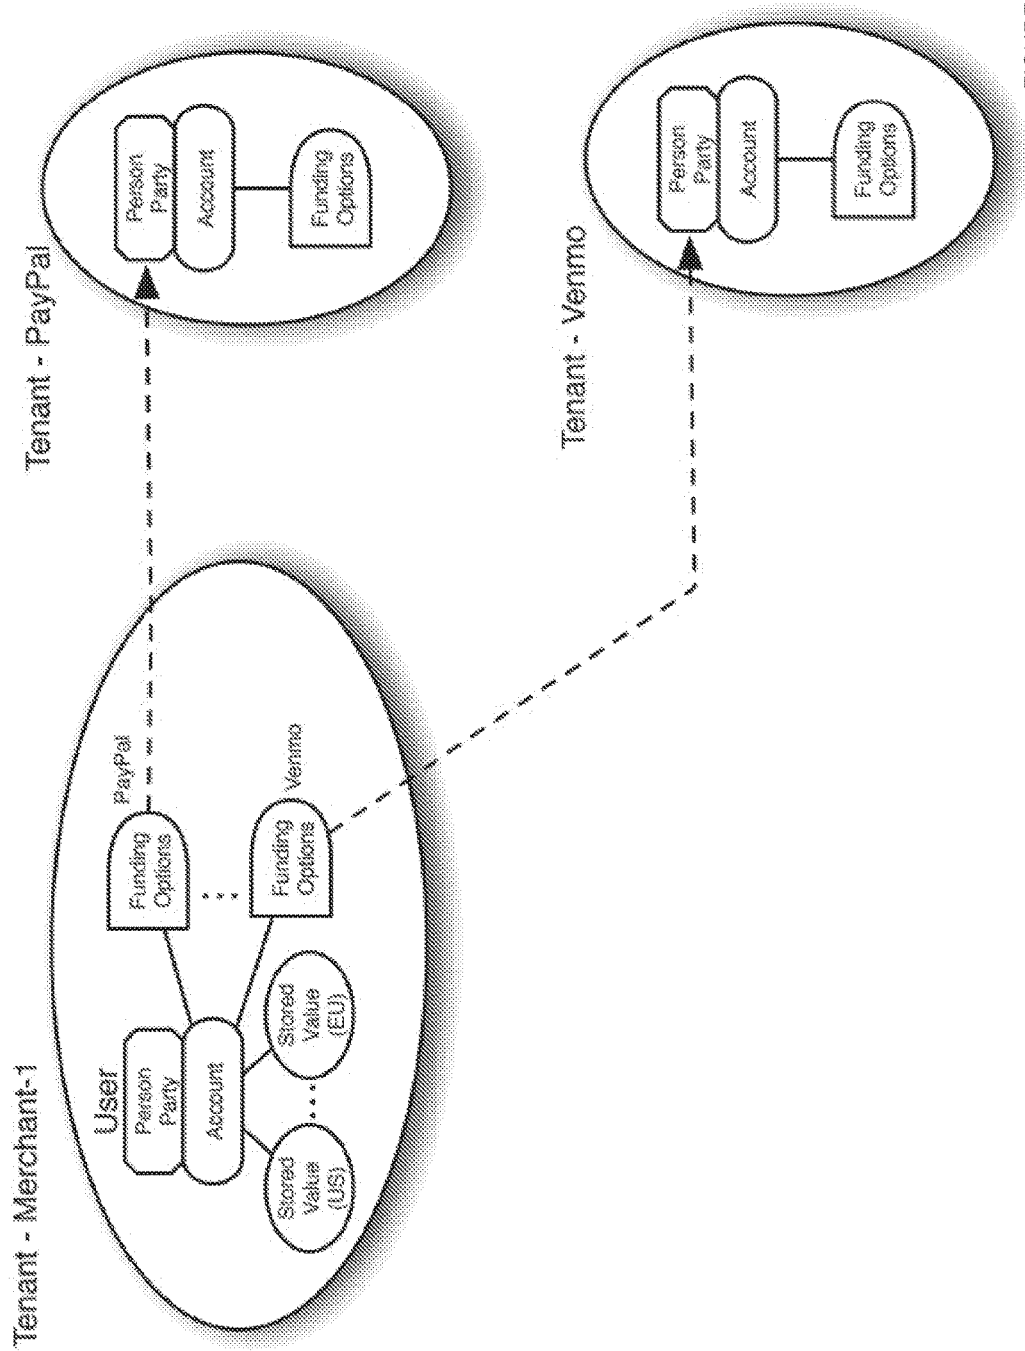 Tenant - Merchant-1
User
Person
Party
Account
Stored
Value
(US)
Stored
Value
(EU)
Funding
Options
PayPal
Funding
Options
Venmo
Tenant - PayPal
Person
Party
Account
Funding
Options
Tenant - Venmo
Person
Party
Account
Funding
Options